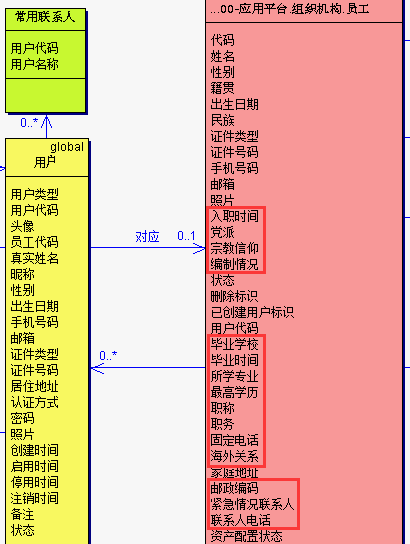 常用联系人
用户代码
用户名称
0..*
global
用户
用户类型
用户代码
头像
员工代码
真实姓名
昵称
性别
出生日期
手机号码
邮箱
证件类型
证件号码
居住地址
认证方式
密码
照片
创建时间
启用时间
停用时间
注销时间
备注
状态
对应
0..1
0..*
...00-应用平台.组织机构.员工
代码
姓名
性别
籍贯
出生日期
民族
证件类型
证件号码
手机号码
邮箱
照片
入职时间
党派
宗教信仰
编制情况
状态
删除标识
已创建用户标识
用户代码
毕业学校
毕业时间
所学专业
最高学历
职称
职务
固定电话
海外关系
家庭地址
邮政编码
紧急情况联系人
联系人电话
资产配置状态